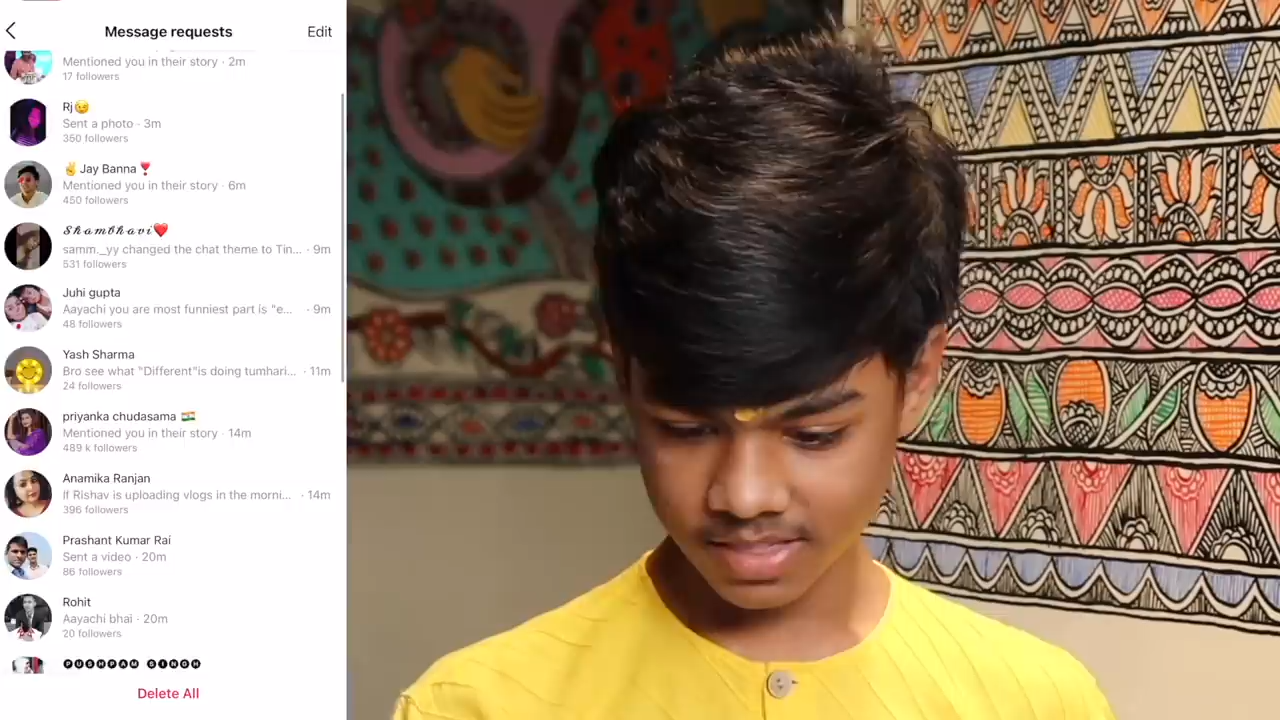 Message requests
Edit
Mentioned you in their story · 2m
17 followers
Rj😉
Sent a photo · 3m
360 followers
✌️Jay Banna❣️
Mentioned you in their story · 6m
450 followers
𝓢𝓱𝓪𝓶𝓫𝓱𝓪𝓿𝓲❤️
samm._.yy changed the chat theme to Tin... · 9m
531 followers
Juhi gupta
Aayachi you are most funniest part is "e... · 9m
48 followers
Yash Sharma
Bro see what "Different"is doing tumhari... · 11m
24 followers
priyanka chudasama 🇮🇳
Mentioned you in their story · 14m
489 k followers
Anamika Ranjan
If Rishav is uploading vlogs in the morni... · 14m
396 followers
Prashant Kumar Rai
Sent a video · 20m
86 followers
Rohit
Aayachi bhai · 20m
20 followers
🅟🅤🅢🅗🅟🅐🅜 🅢🅘🅝🅖🅗
Delete All